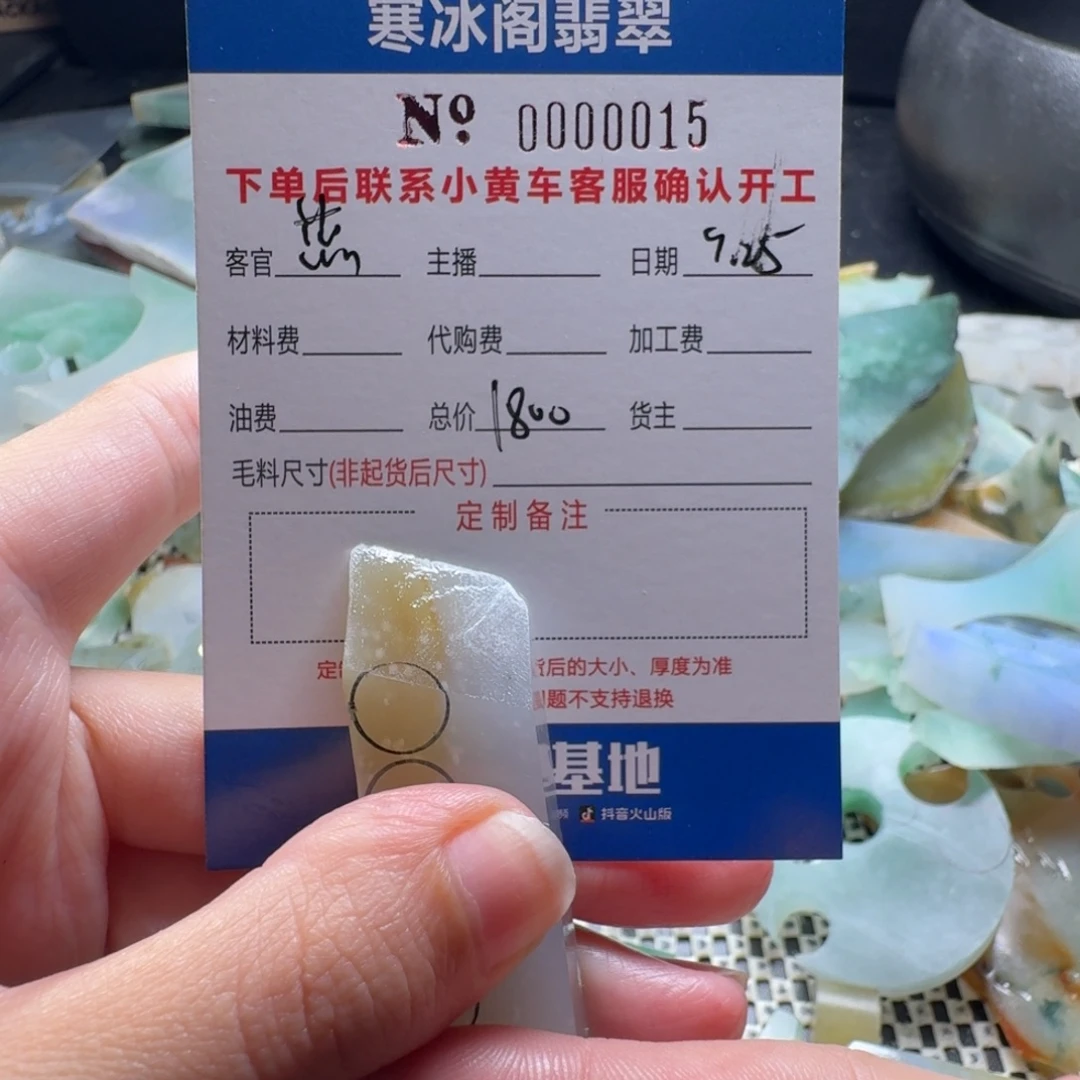 寒冰阁翡翠
№ 0000015
下单后联系小黄车客服确认开工
客官 主播 日期 9.25
材料费 代购费 加工费
油费 总价 1800 货主
毛料尺寸(非起货后尺寸)
定制备注
定 货后的大小、厚度为准
题不支持退换
基地
抖音火山版